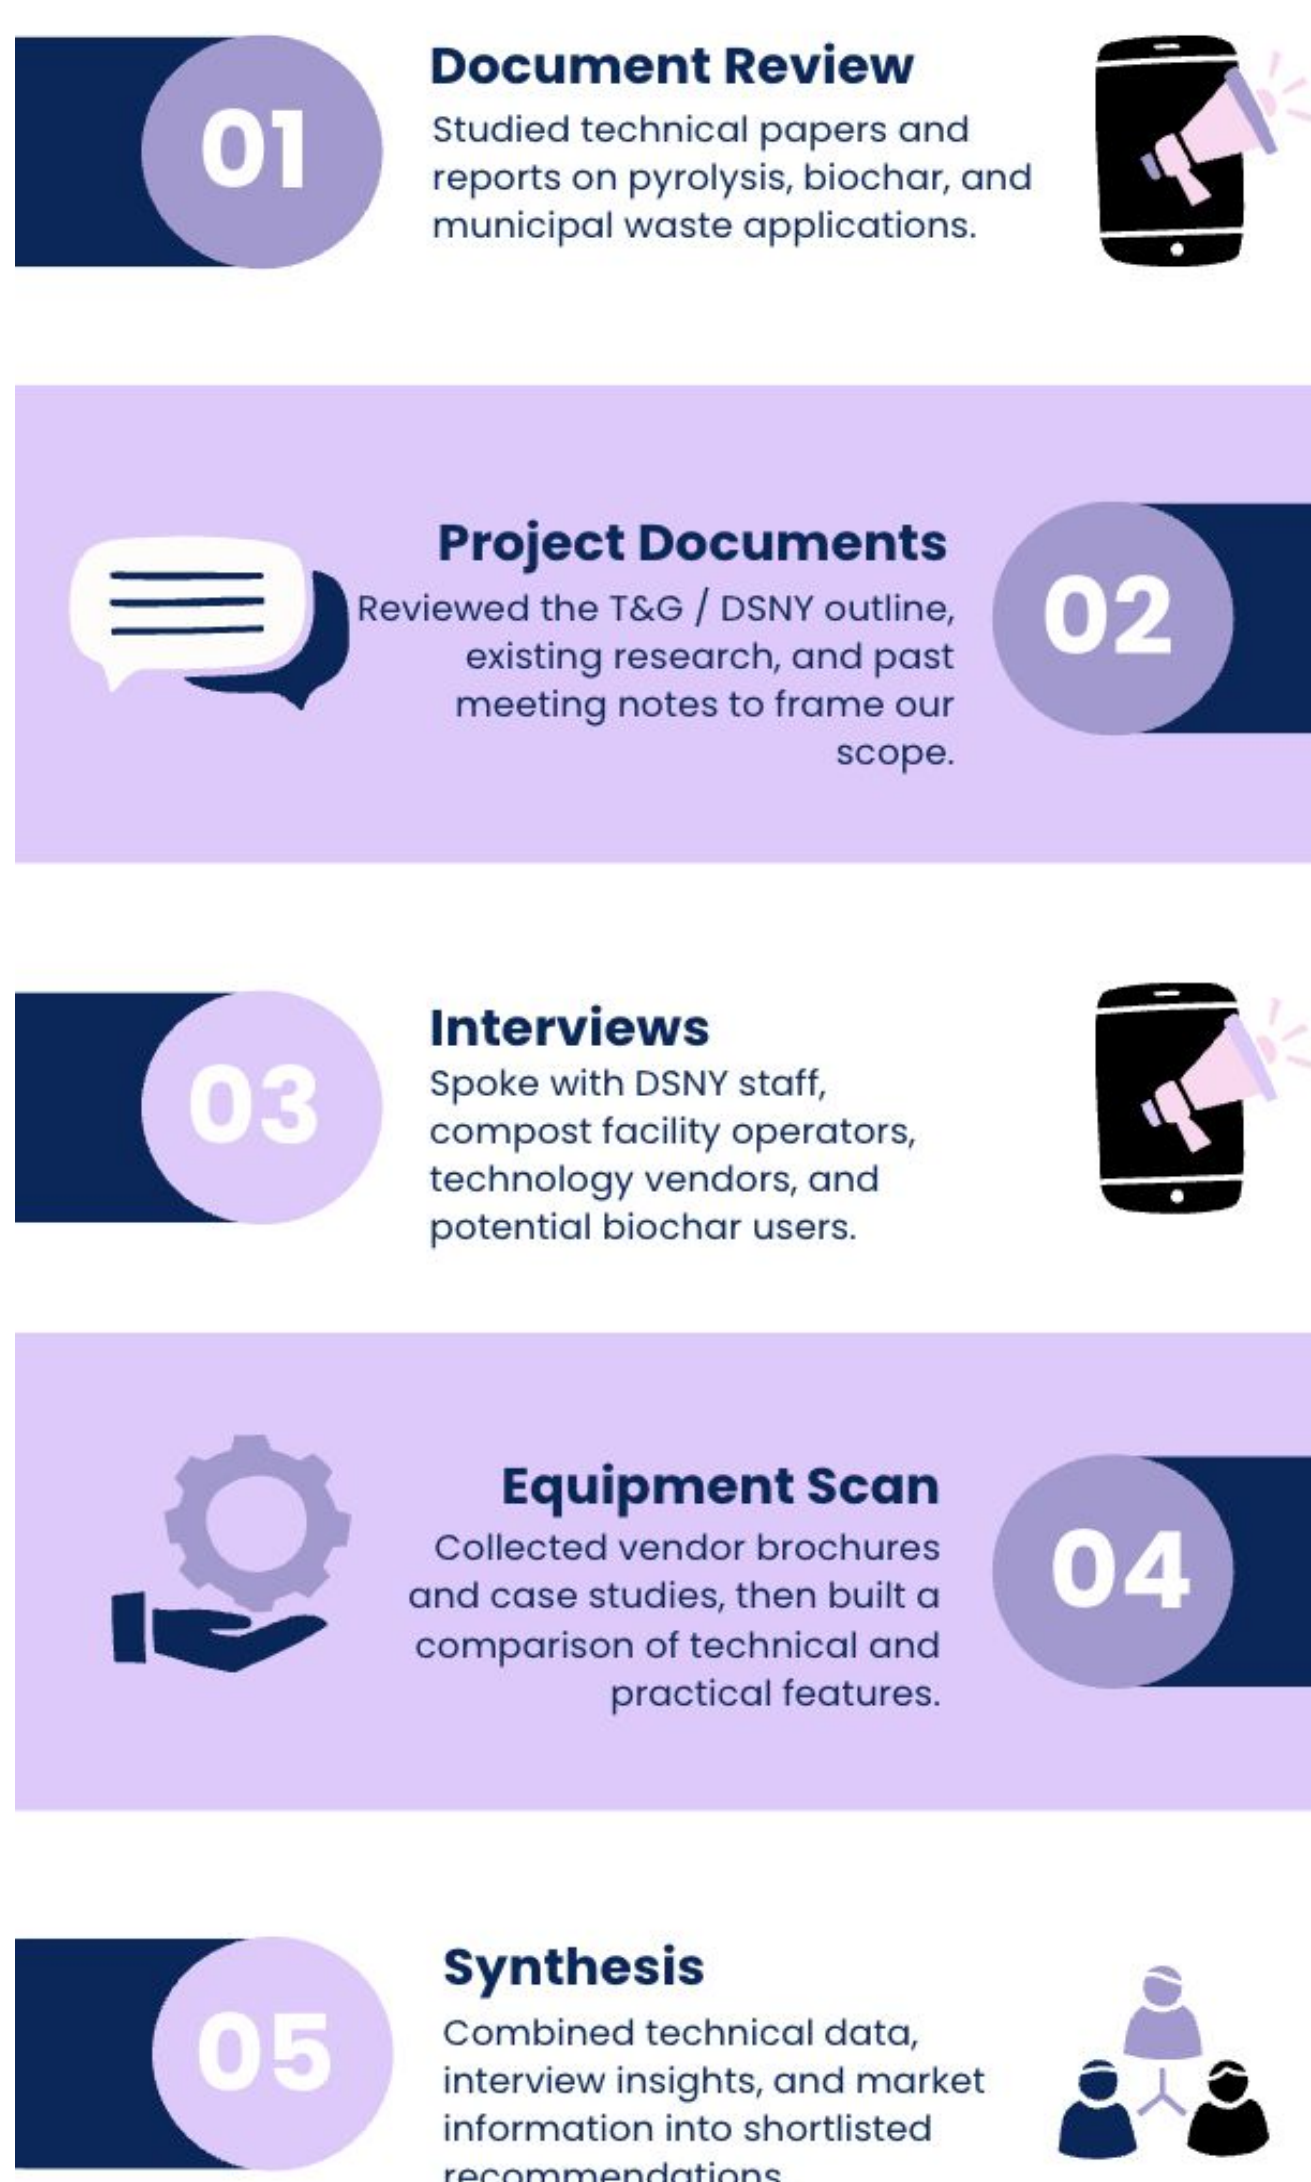 01
Document Review
Studied technical papers and
reports on pyrolysis, biochar, and
municipal waste applications.
Project Documents
Reviewed the T&G / DSNY outline,
existing research, and past
meeting notes to frame our
scope.
02
03
Interviews
Spoke with DSNY staff,
compost facility operators,
technology vendors, and
potential biochar users.
Equipment Scan
Collected vendor brochures
and case studies, then built a
comparison of technical and
practical features.
04
05
Synthesis
Combined technical data,
interview insights, and market
information into shortlisted
recommendations.